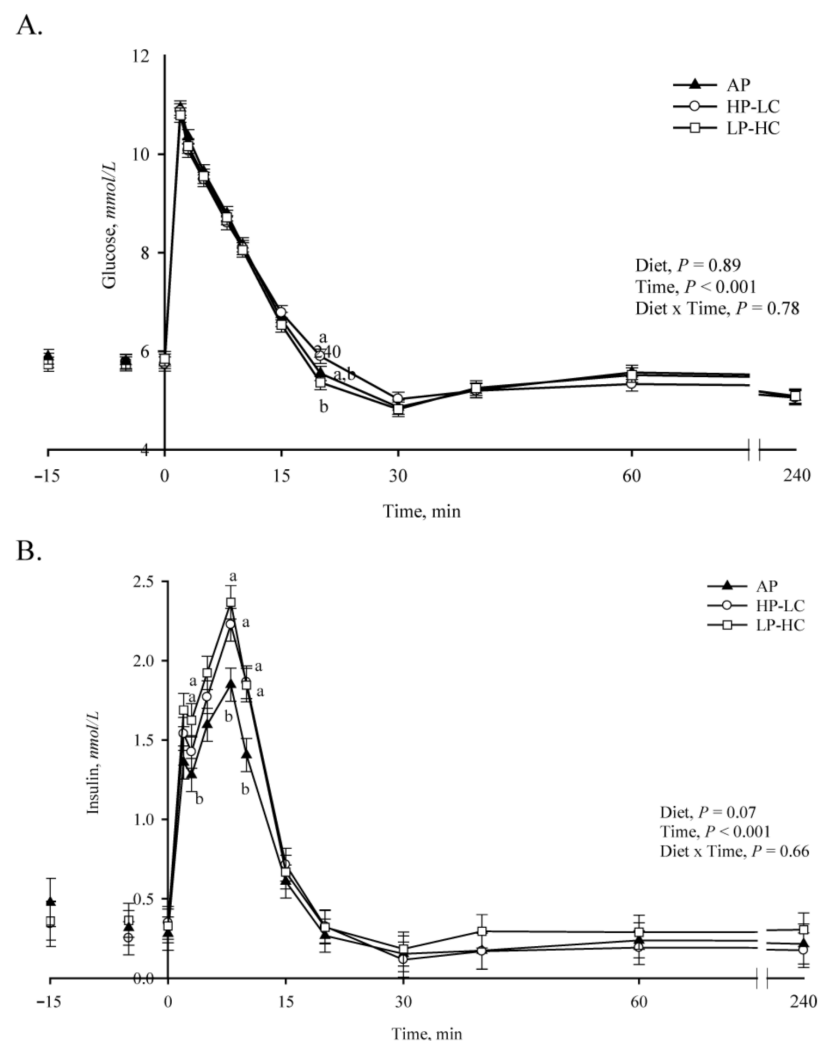 A.
12
10
8
6
4
Glucose, mmol/L
AP
HP-LC
LP-HC
Diet, P = 0.89
Time, P < 0.001
Diet x Time, P = 0.78
a
240
a,b
b
-15
0
15
30
60
240
Time, min
B.
2.5
2.0
1.5
1.0
0.5
0.0
Insulin, nmol/L
AP
HP-LC
LP-HC
a
a
a
a
a
a
b
b
b
Diet, P = 0.07
Time, P < 0.001
Diet x Time, P = 0.66
-15
0
15
30
60
240
Time, min